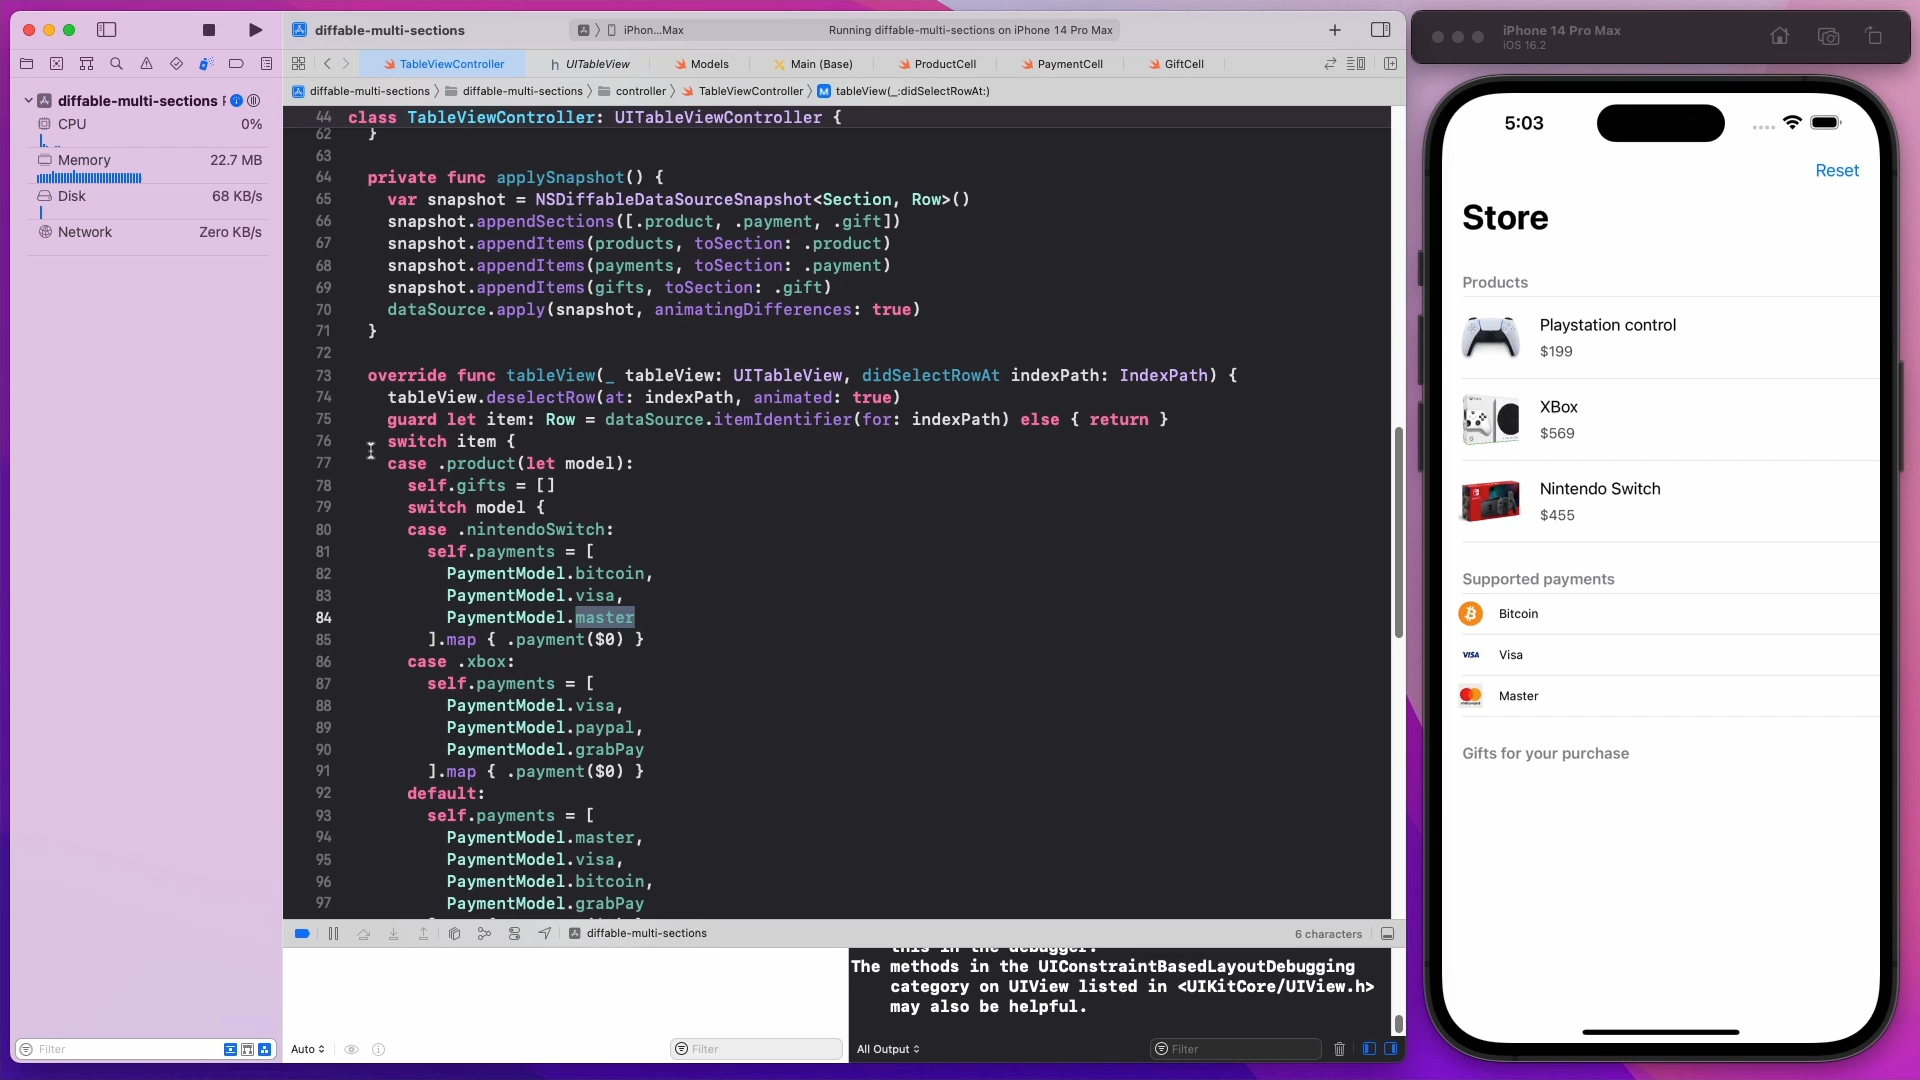 diffable-multi-sections
iPhon...Max
Running diffable-multi-sections on iPhone 14 Pro Max
TableViewController
UITableView
Models
Main (Base)
ProductCell
PaymentCell
GiftCell
diffable-multi-sections
diffable-multi-sections
controller
TableViewController
M
tableView(_:didSelectRowAt:)
diffable-multi-sections
CPU
0%
Memory
22.7 MB
Disk
68 KB/s
Network
Zero KB/s
Filter
44 class TableViewController: UITableViewController {
62 }
63
64 private func applySnapshot() {
65 var snapshot = NSDiffableDataSourceSnapshot<Section, Row>()
66 snapshot.appendSections([.product, .payment, .gift])
67 snapshot.appendItems(products, toSection: .product)
68 snapshot.appendItems(payments, toSection: .payment)
69 snapshot.appendItems(gifts, toSection: .gift)
70 dataSource.apply(snapshot, animatingDifferences: true)
71 }
72
73 override func tableView(_ tableView: UITableView, didSelectRowAt indexPath: IndexPath) {
74 tableView.deselectRow(at: indexPath, animated: true)
75 guard let item: Row = dataSource.itemIdentifier(for: indexPath) else { return }
76 switch item {
77 case .product(let model):
78 self.gifts = []
79 switch model {
80 case .nintendoSwitch:
81 self.payments = [
82 PaymentModel.bitcoin,
83 PaymentModel.visa,
84 PaymentModel.master
85 ].map { .payment($0) }
86 case .xbox:
87 self.payments = [
88 PaymentModel.visa,
89 PaymentModel.paypal,
90 PaymentModel.grabPay
91 ].map { .payment($0) }
92 default:
93 self.payments = [
94 PaymentModel.master,
95 PaymentModel.visa,
96 PaymentModel.bitcoin,
97 PaymentModel.grabPay
diffable-multi-sections
6 characters
this in the debugger.
The methods in the UIConstraintBasedLayoutDebugging
category on UIView listed in <UIKitCore/UIView.h>
may also be helpful.
Auto
Filter
All Output
Filter
iPhone 14 Pro Max
iOS 16.2
5:03
Reset
Store
Products
Playstation control
$199
XBox
$569
Nintendo Switch
$455
Supported payments
Bitcoin
VISA
Visa
Master
Gifts for your purchase